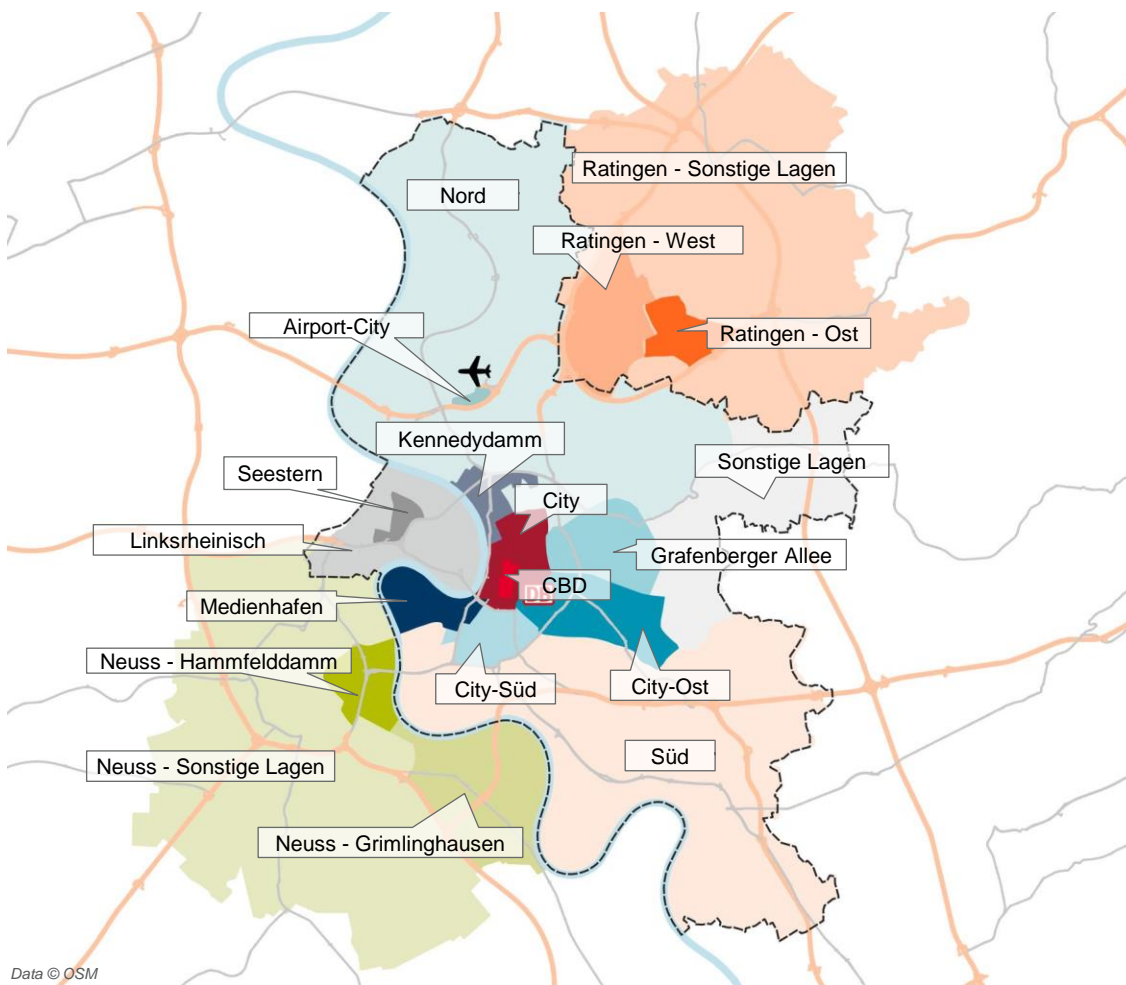 Ratingen - Sonstige Lagen
Nord
Ratingen - West
Airport-City
Ratingen - Ost
Kennedydamm
Sonstige Lagen
Seestern
City
Linksrheinisch
Grafenberger Allee
CBD
DB
Medienhafen
Neuss - Hammfelddamm
City-Süd
City-Ost
Süd
Neuss - Sonstige Lagen
Neuss - Grimlinghausen
Data © OSM